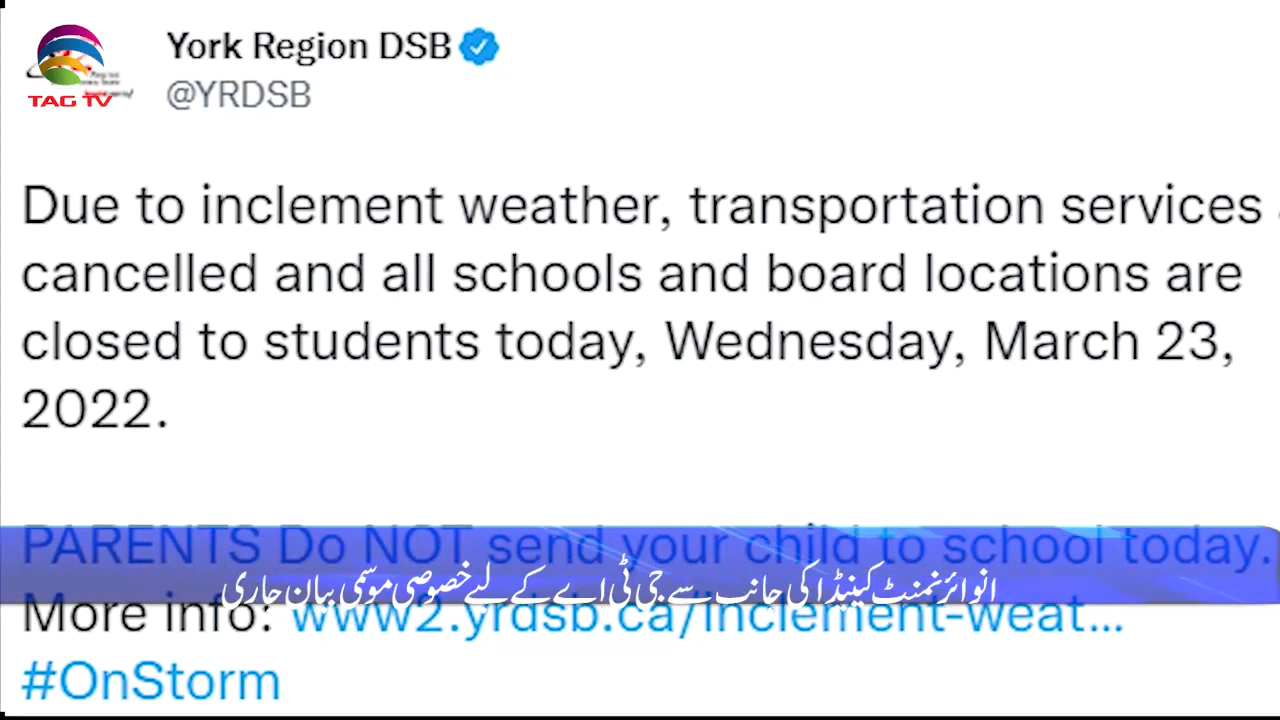 TAG TV
York Region DSB
@YRDSB
Due to inclement weather, transportation services
cancelled and all schools and board locations are
closed to students today, Wednesday, March 23,
2022.
PARENTS Do NOT send your child to school today.
انوائرنمنٹ کینیڈا کی جانب سے جی ٹی اے کے لئے خصوصی موسمی بیان جاری
More info: www2.yrdsb.ca/inclement-weat...
#OnStorm